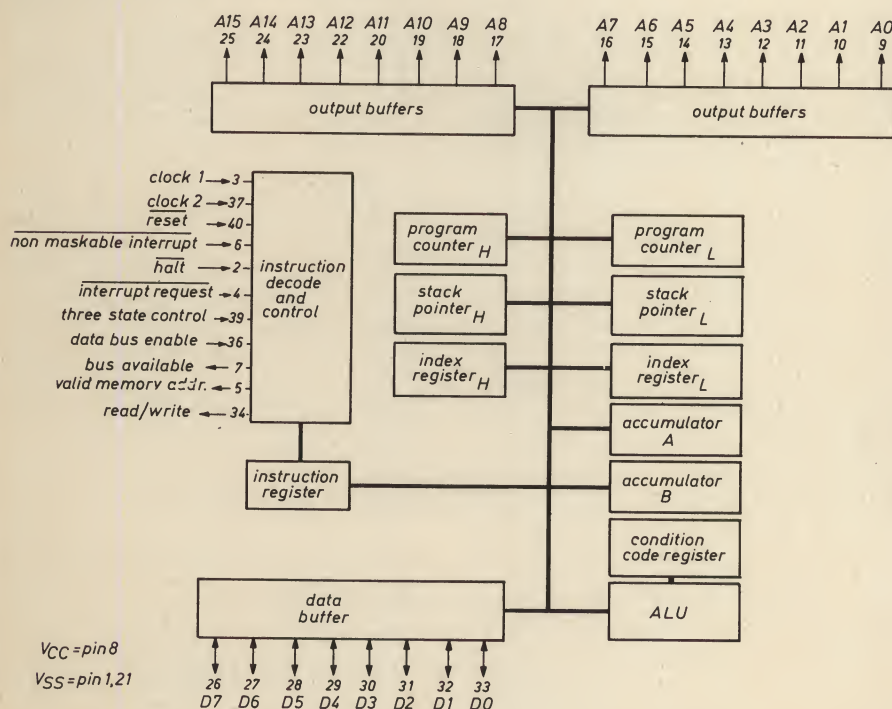 A15 A14 A13 A12 A11 A10 A9 A8
25 24 23 22 20 19 18 17
A7 A6 A5 A4 A3 A2 A1 A0
16 15 14 13 12 11 10 9
output buffers
output buffers
clock 1 3
clock 2 37
reset 40
non maskable interrupt 6
halt 2
interrupt request 4
three state control 39
data bus enable 36
bus available 7
valid memory addr. 5
read/write 34
instruction
decode
and
control
program
counter H
program
counter L
stack
pointer H
stack
pointer L
index
register H
index
register L
accumulator
A
instruction
register
accumulator
B
condition
code register
data
buffer
ALU
VCC = pin 8
VSS = pin 1,21
26 27 28 29 30 31 32 33
D7 D6 D5 D4 D3 D2 D1 D0